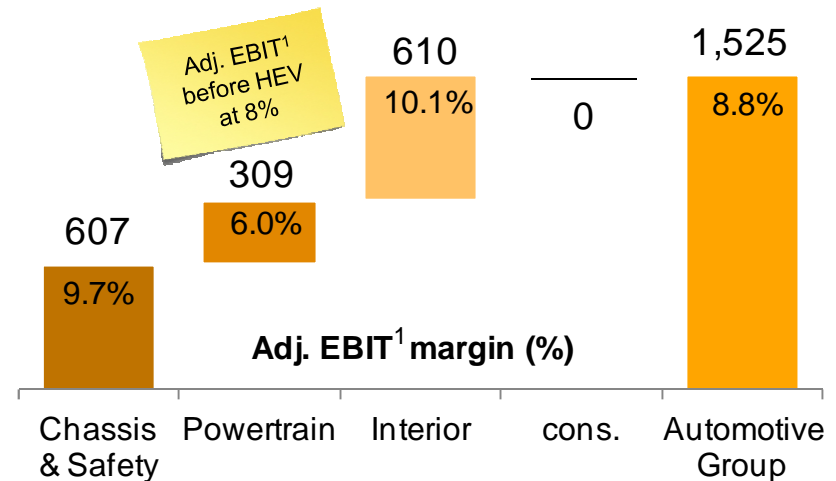 Adj. EBIT¹
before HEV
at 8%
610
1,525
10.1%
0
8.8%
309
6.0%
607
9.7%
Adj. EBIT¹ margin (%)
Chassis
& Safety
Powertrain
Interior
cons.
Automotive
Group